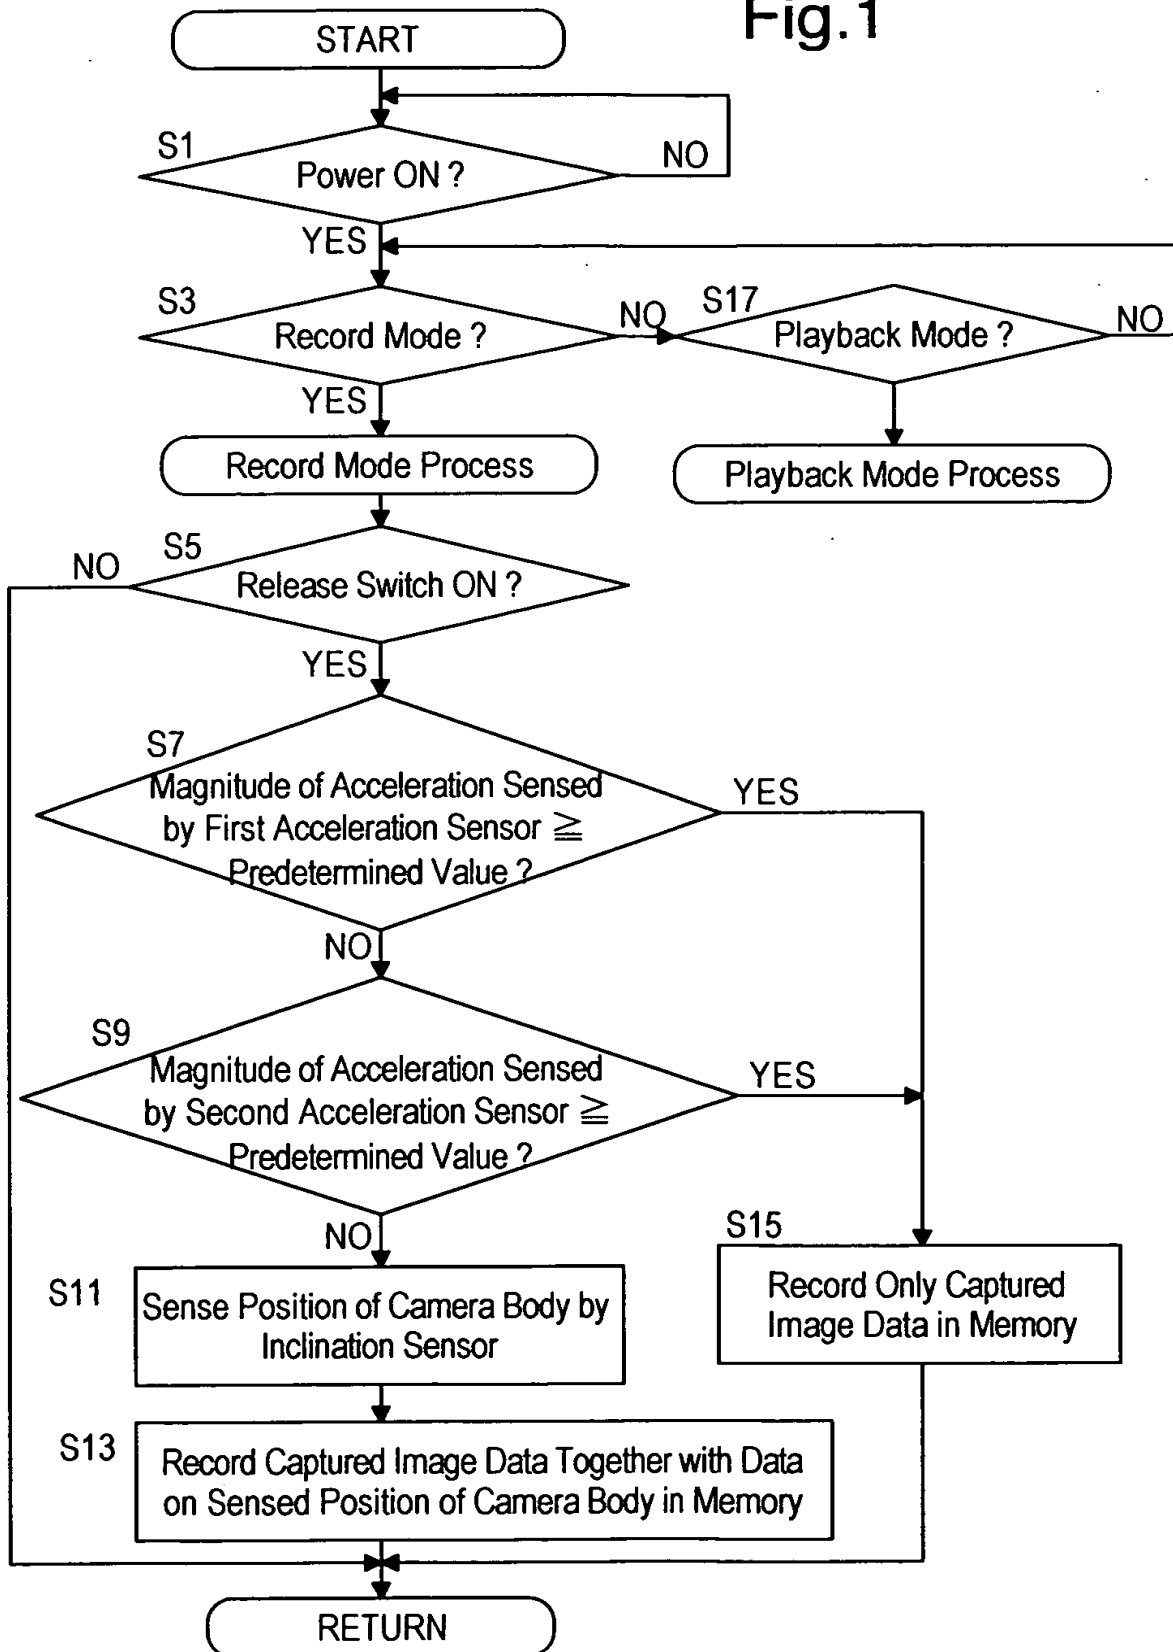 Fig.1
START
S1
Power ON ?
NO
YES
S3
Record Mode ?
NO
S17
Playback Mode ?
NO
YES
Record Mode Process
Playback Mode Process
S5
NO
Release Switch ON ?
YES
S7
Magnitude of Acceleration Sensed
by First Acceleration Sensor ≧
Predetermined Value ?
YES
NO
S9
Magnitude of Acceleration Sensed
by Second Acceleration Sensor ≧
Predetermined Value ?
YES
NO
S11
Sense Position of Camera Body by
Inclination Sensor
S15
Record Only Captured
Image Data in Memory
S13
Record Captured Image Data Together with Data
on Sensed Position of Camera Body in Memory
RETURN